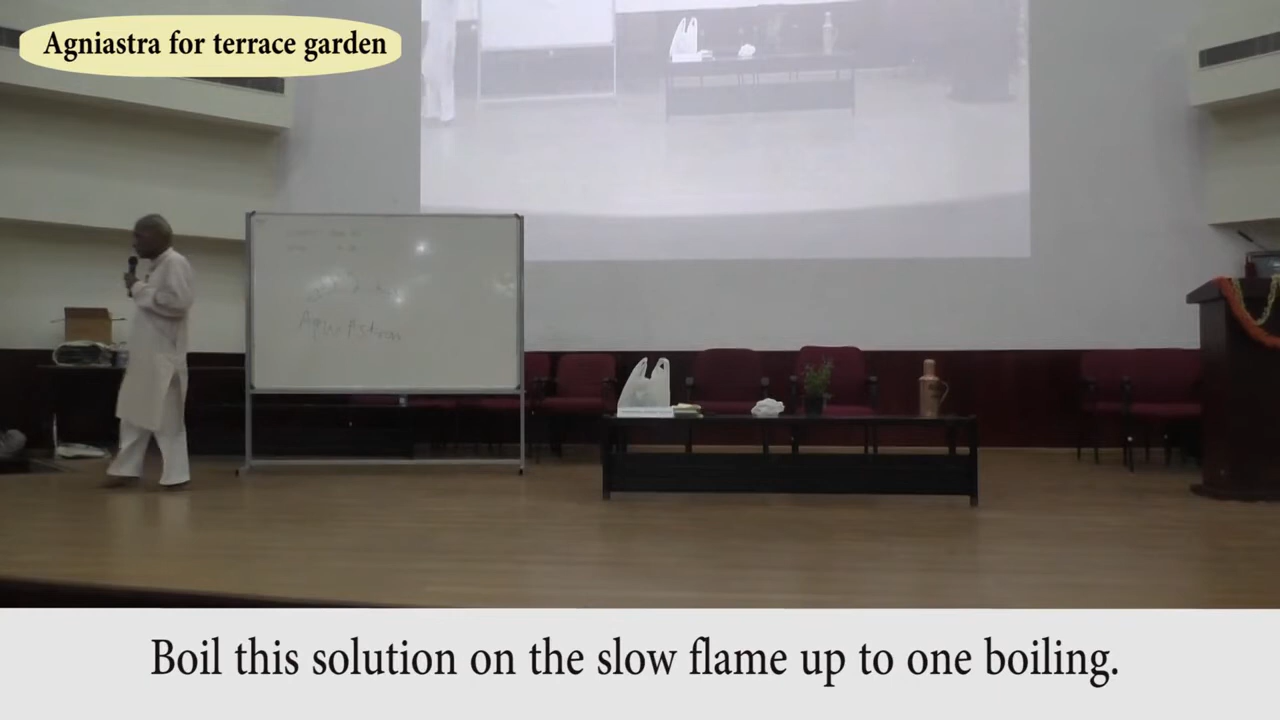 Agniastra for terrace garden
Boil this solution on the slow flame up to one boiling.